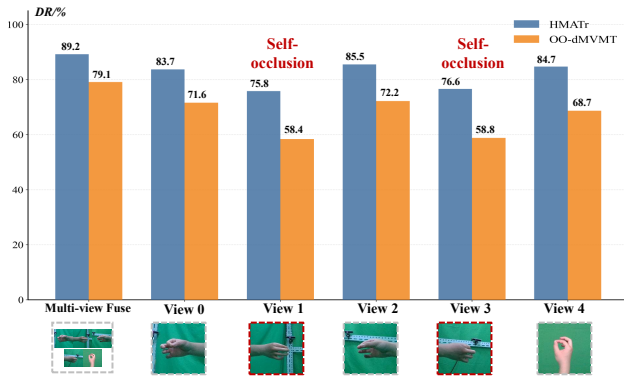 DR/%
HMATr
OO-dMVMT
100
80
60
40
20
0
89.2
79.1
83.7
71.6
Self-
occlusion
75.8
58.4
85.5
72.2
Self-
occlusion
76.6
58.8
84.7
68.7
Multi-view Fuse
View 0
View 1
View 2
View 3
View 4